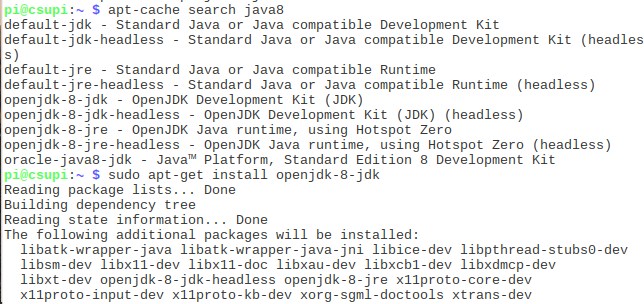 pi@csupi:~ $ apt-cache search java8
default-jdk - Standard Java or Java compatible Development Kit
default-jdk-headless - Standard Java or Java compatible Development Kit (headles
s)
default-jre - Standard Java or Java compatible Runtime
default-jre-headless - Standard Java or Java compatible Runtime (headless)
openjdk-8-jdk - OpenJDK Development Kit (JDK)
openjdk-8-jdk-headless - OpenJDK Development Kit (JDK) (headless)
openjdk-8-jre - OpenJDK Java runtime, using Hotspot Zero
openjdk-8-jre-headless - OpenJDK Java runtime, using Hotspot Zero (headless)
oracle-java8-jdk - Java™ Platform, Standard Edition 8 Development Kit
pi@csupi:~ $ sudo apt-get install openjdk-8-jdk
Reading package lists... Done
Building dependency tree
Reading state information... Done
The following additional packages will be installed:
  libatk-wrapper-java libatk-wrapper-java-jni libice-dev libpthread-stubs0-dev
  libsm-dev libx11-dev libx11-doc libxau-dev libxcb1-dev libxdmcp-dev
  libxt-dev openjdk-8-jdk-headless openjdk-8-jre x11proto-core-dev
  x11proto-input-dev x11proto-kb-dev xorg-sgml-doctools xtrans-dev